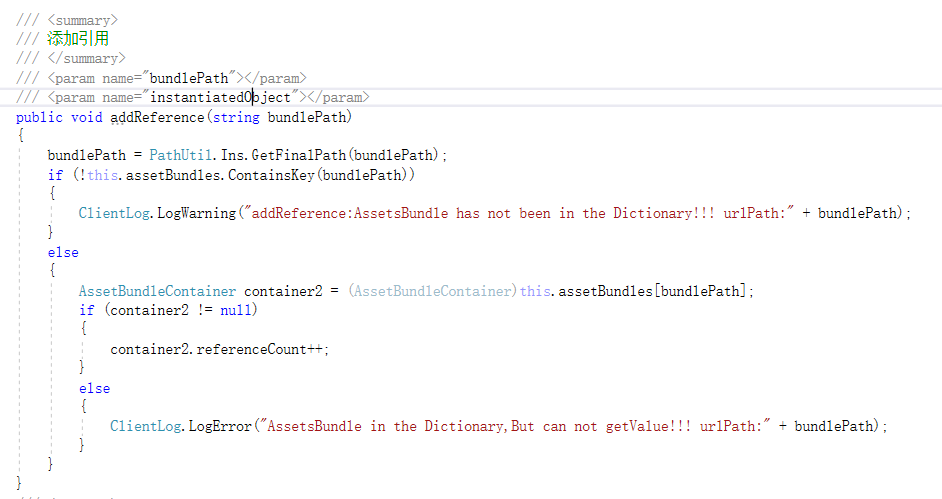 /// <summary>
/// 添加引用
/// </summary>
/// <param name="bundlePath"></param>
/// <param name="instantiatedObject"></param>
public void addReference(string bundlePath)
{
bundlePath = PathUtil.Ins.GetFinalPath(bundlePath);
if (!this.assetBundles.ContainsKey(bundlePath))
{
ClientLog.LogWarning("addReference:AssetsBundle has not been in the Dictionary!!! urlPath:" + bundlePath);
}
else
{
AssetBundleContainer container2 = (AssetBundleContainer)this.assetBundles[bundlePath];
if (container2 != null)
{
container2.referenceCount++;
}
else
{
ClientLog.LogError("AssetsBundle in the Dictionary,But can not getValue!!! urlPath:" + bundlePath);
}
}
}